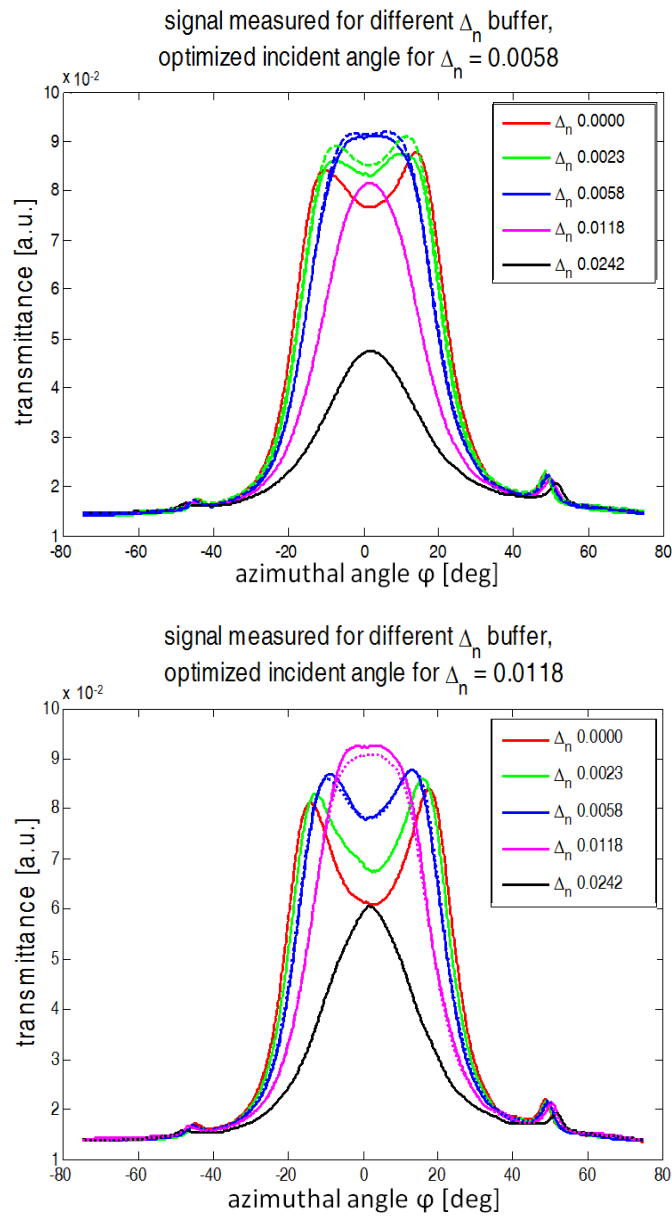 signal measured for different Δn buffer,
optimized incident angle for Δn = 0.0058
x 10-2
10
9
8
7
6
5
4
3
2
1
transmittance [a.u.]
Δn 0.0000
Δn 0.0023
Δn 0.0058
Δn 0.0118
Δn 0.0242
-80 -60 -40 -20 0 20 40 60 80
azimuthal angle φ [deg]
signal measured for different Δn buffer,
optimized incident angle for Δn = 0.0118
x 10-2
10
9
8
7
6
5
4
3
2
1
transmittance [a.u.]
Δn 0.0000
Δn 0.0023
Δn 0.0058
Δn 0.0118
Δn 0.0242
-80 -60 -40 -20 0 20 40 60 80
azimuthal angle φ [deg]